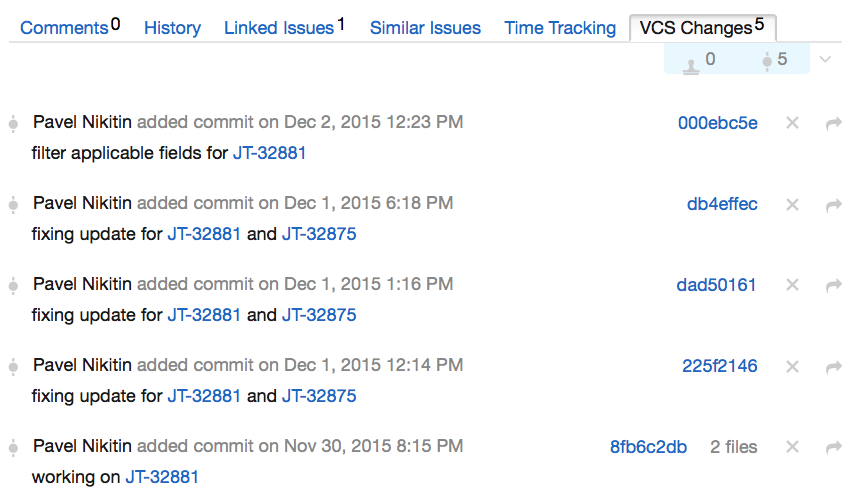 Comments 0 History Linked Issues 1 Similar Issues Time Tracking VCS Changes 5
0 5
Pavel Nikitin added commit on Dec 2, 2015 12:23 PM 000ebc5e
filter applicable fields for JT-32881
Pavel Nikitin added commit on Dec 1, 2015 6:18 PM db4effec
fixing update for JT-32881 and JT-32875
Pavel Nikitin added commit on Dec 1, 2015 1:16 PM dad50161
fixing update for JT-32881 and JT-32875
Pavel Nikitin added commit on Dec 1, 2015 12:14 PM 225f2146
fixing update for JT-32881 and JT-32875
Pavel Nikitin added commit on Nov 30, 2015 8:15 PM 8fb6c2db 2 files
working on JT-32881